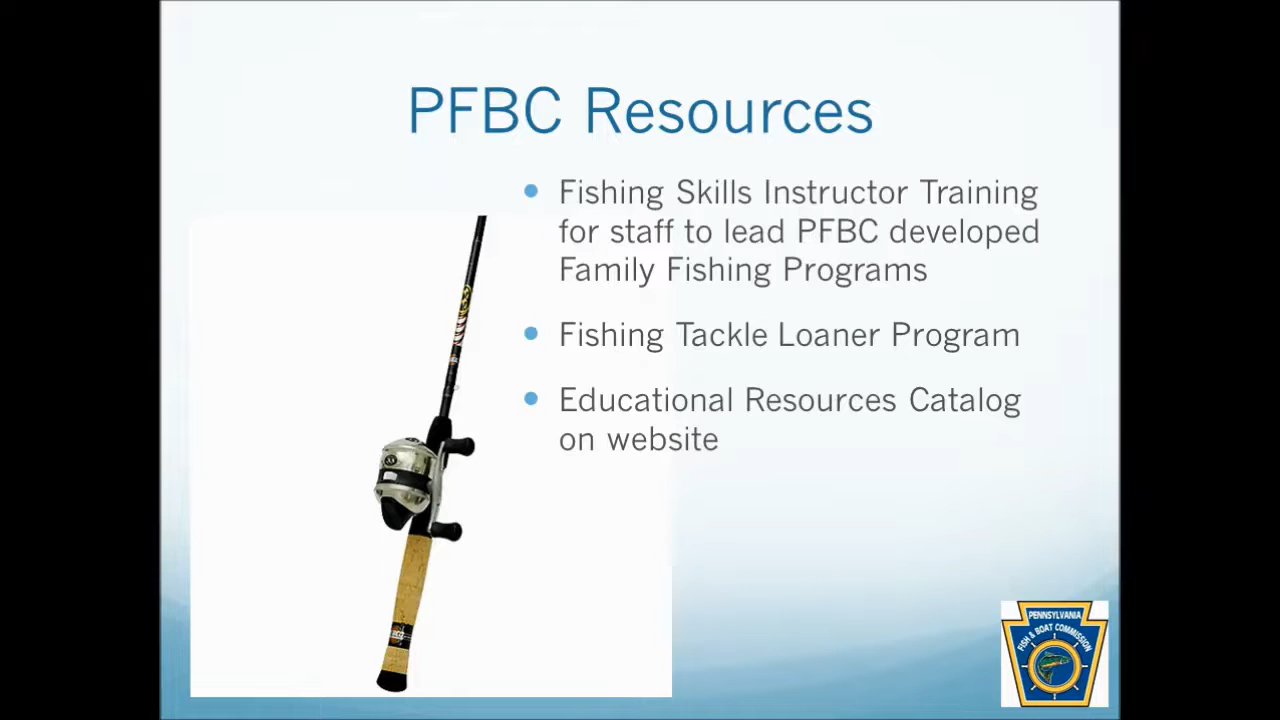 PFBC Resources
Fishing Skills Instructor Training
for staff to lead PFBC developed
Family Fishing Programs
Fishing Tackle Loaner Program
Educational Resources Catalog
on website
PENNSYLVANIA
FISH & BOAT COMMISSION
33